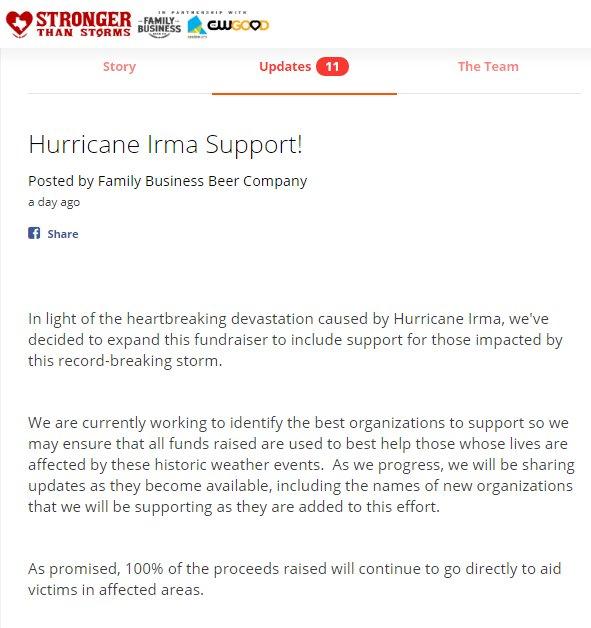 STRONGER
THAN STORMS
IN PARTNERSHIP WITH
FAMILY
BUSINESS
CWGOOD
Story
Updates 11
The Team
Hurricane Irma Support!
Posted by Family Business Beer Company
a day ago
Share
In light of the heartbreaking devastation caused by Hurricane Irma, we've
decided to expand this fundraiser to include support for those impacted by
this record-breaking storm.
We are currently working to identify the best organizations to support so we
may ensure that all funds raised are used to best help those whose lives are
affected by these historic weather events.  As we progress, we will be sharing
updates as they become available, including the names of new organizations
that we will be supporting as they are added to this effort.
As promised, 100% of the proceeds raised will continue to go directly to aid
victims in affected areas.